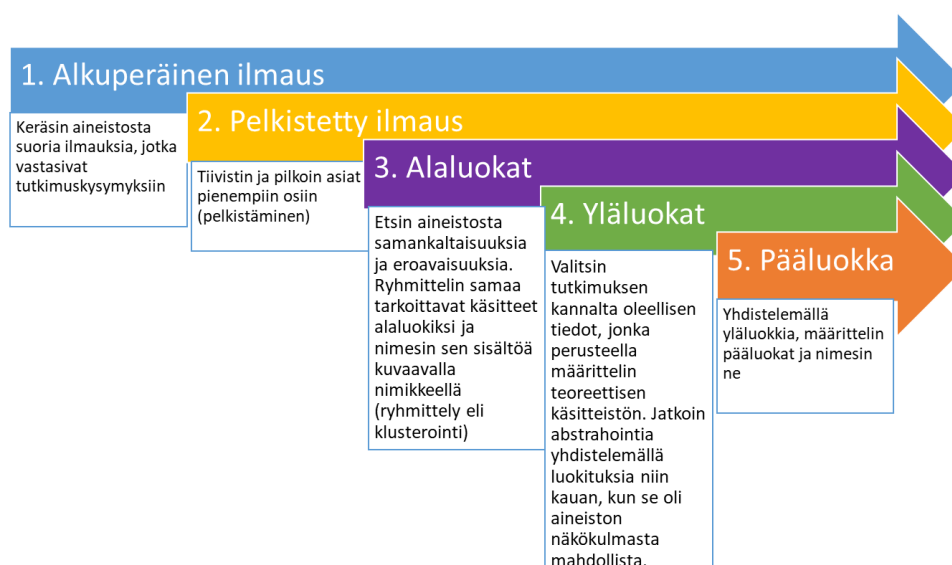 1. Alkuperäinen ilmaus
Keräsin aineistosta
suoria ilmauksia, jotka
vastasivat
tutkimuskysymyksiin
2. Pelkistetty ilmaus
Tiivistin ja pilkoin asiat
pienempiin osiin
(pelkistäminen)
3. Alaluokat
Etsin aineistosta
samankaltaisuuksia
ja eroavaisuuksia.
Ryhmittelin samaa
tarkoittavat käsitteet
alaluokiksi ja
nimesin sen sisältöä
kuvaavalla
nimikkeellä
(ryhmittely eli
klusterointi)
4. Yläluokat
Valitsin
tutkimuksen
kannalta oleellisen
tiedot, jonka
perusteella
määrittelin
teoreettisen
käsitteistön. Jatkoin
abstrahointia
yhdistelemällä
luokituksia niin
kauan, kun se oli
aineiston
näkökulmasta
mahdollista.
5. Pääluokka
Yhdistelemällä
yläluokkia, määrittelin
pääluokat ja nimesin
ne